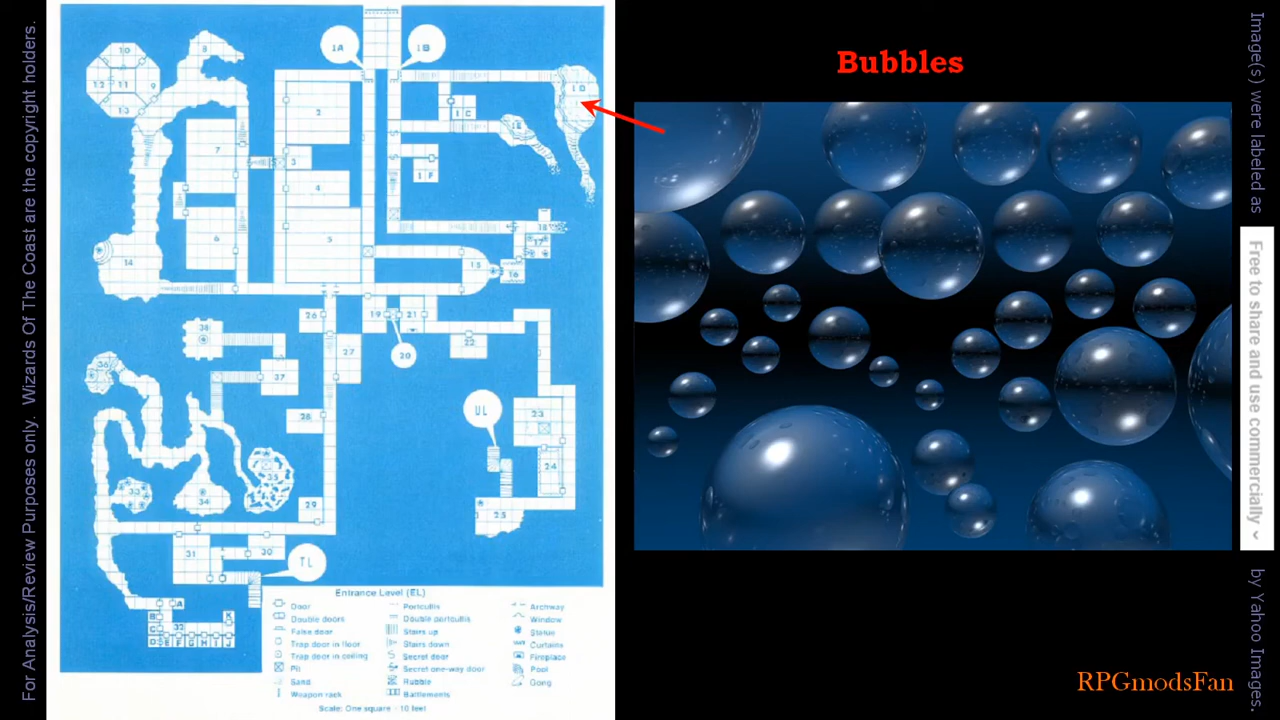 For Analysis/Review Purposes only. Wizards Of The Coast are the copyright holders.
1A
1B
10
8
12
11
9
13
1D
2
1C
1E
7
3
1F
4
6
5
18
17
14
15
16
26
19
21
38
20
22
27
36
37
UL
28
23
35
24
33
34
29
25
31
30
TL
A
B
K
C
32
D
E
F
G
H
I
J
Entrance Level (EL)
Door
Double doors
False door
Trap door in floor
Trap door in ceiling
Pit
Sand
Weapon rack
Portcullis
Double portcullis
Stairs up
Stairs down
Secret door
Secret one-way door
Rubble
Battlements
Archway
Window
Statue
Curtains
Fireplace
Pool
Gong
Scale: One square = 10 feet
Bubbles
RPGmodsFan
Image(s) were labeled as
Free to share and use commercially
by Yahoo Images.